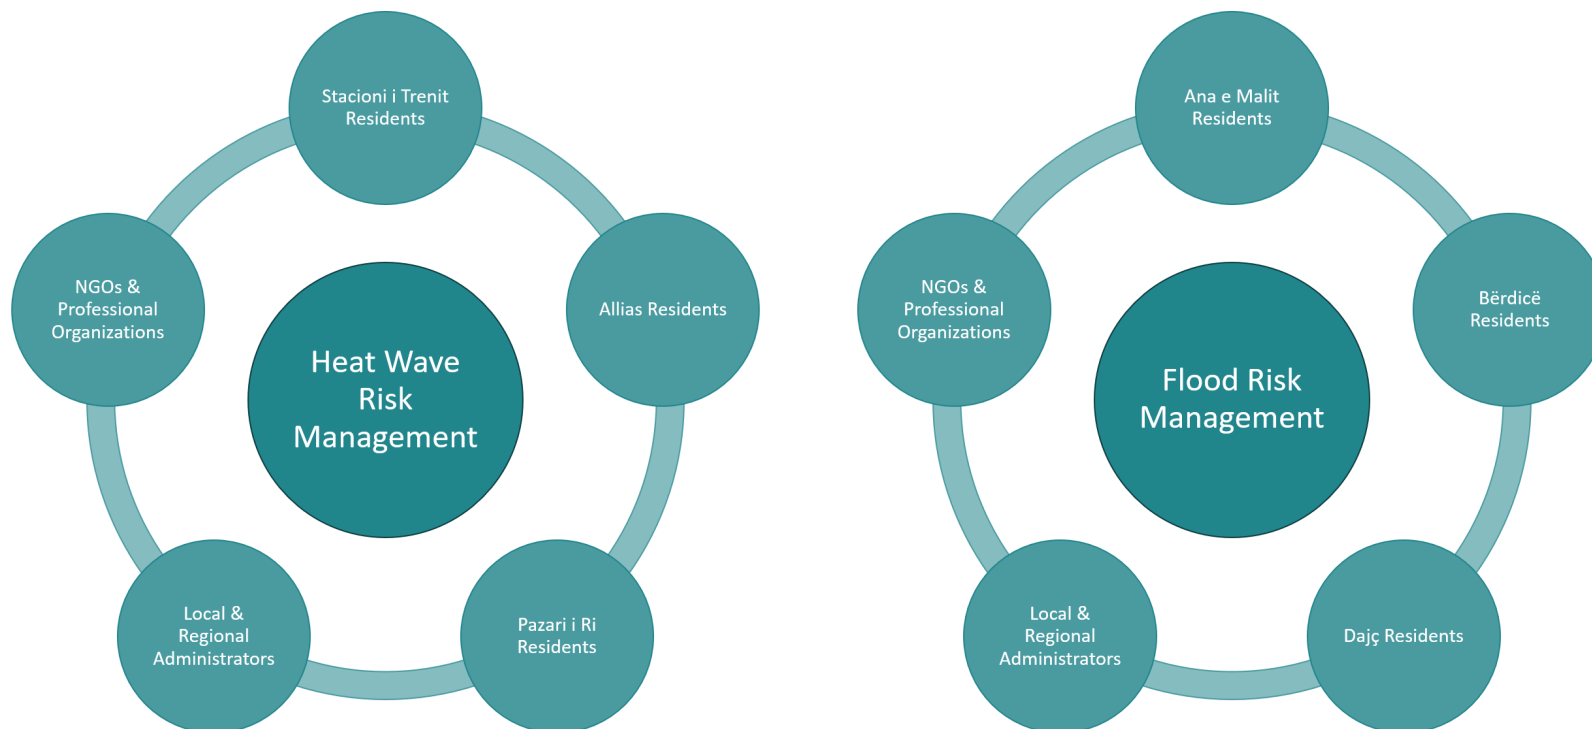 Stacioni i Trenit
Residents
Allias Residents
Pazari i Ri
Residents
Local &
Regional
Administrators
NGOs &
Professional
Organizations
Heat Wave
Risk
Management
Ana e Malit
Residents
Bërdicë
Residents
Dajç Residents
Local &
Regional
Administrators
NGOs &
Professional
Organizations
Flood Risk
Management